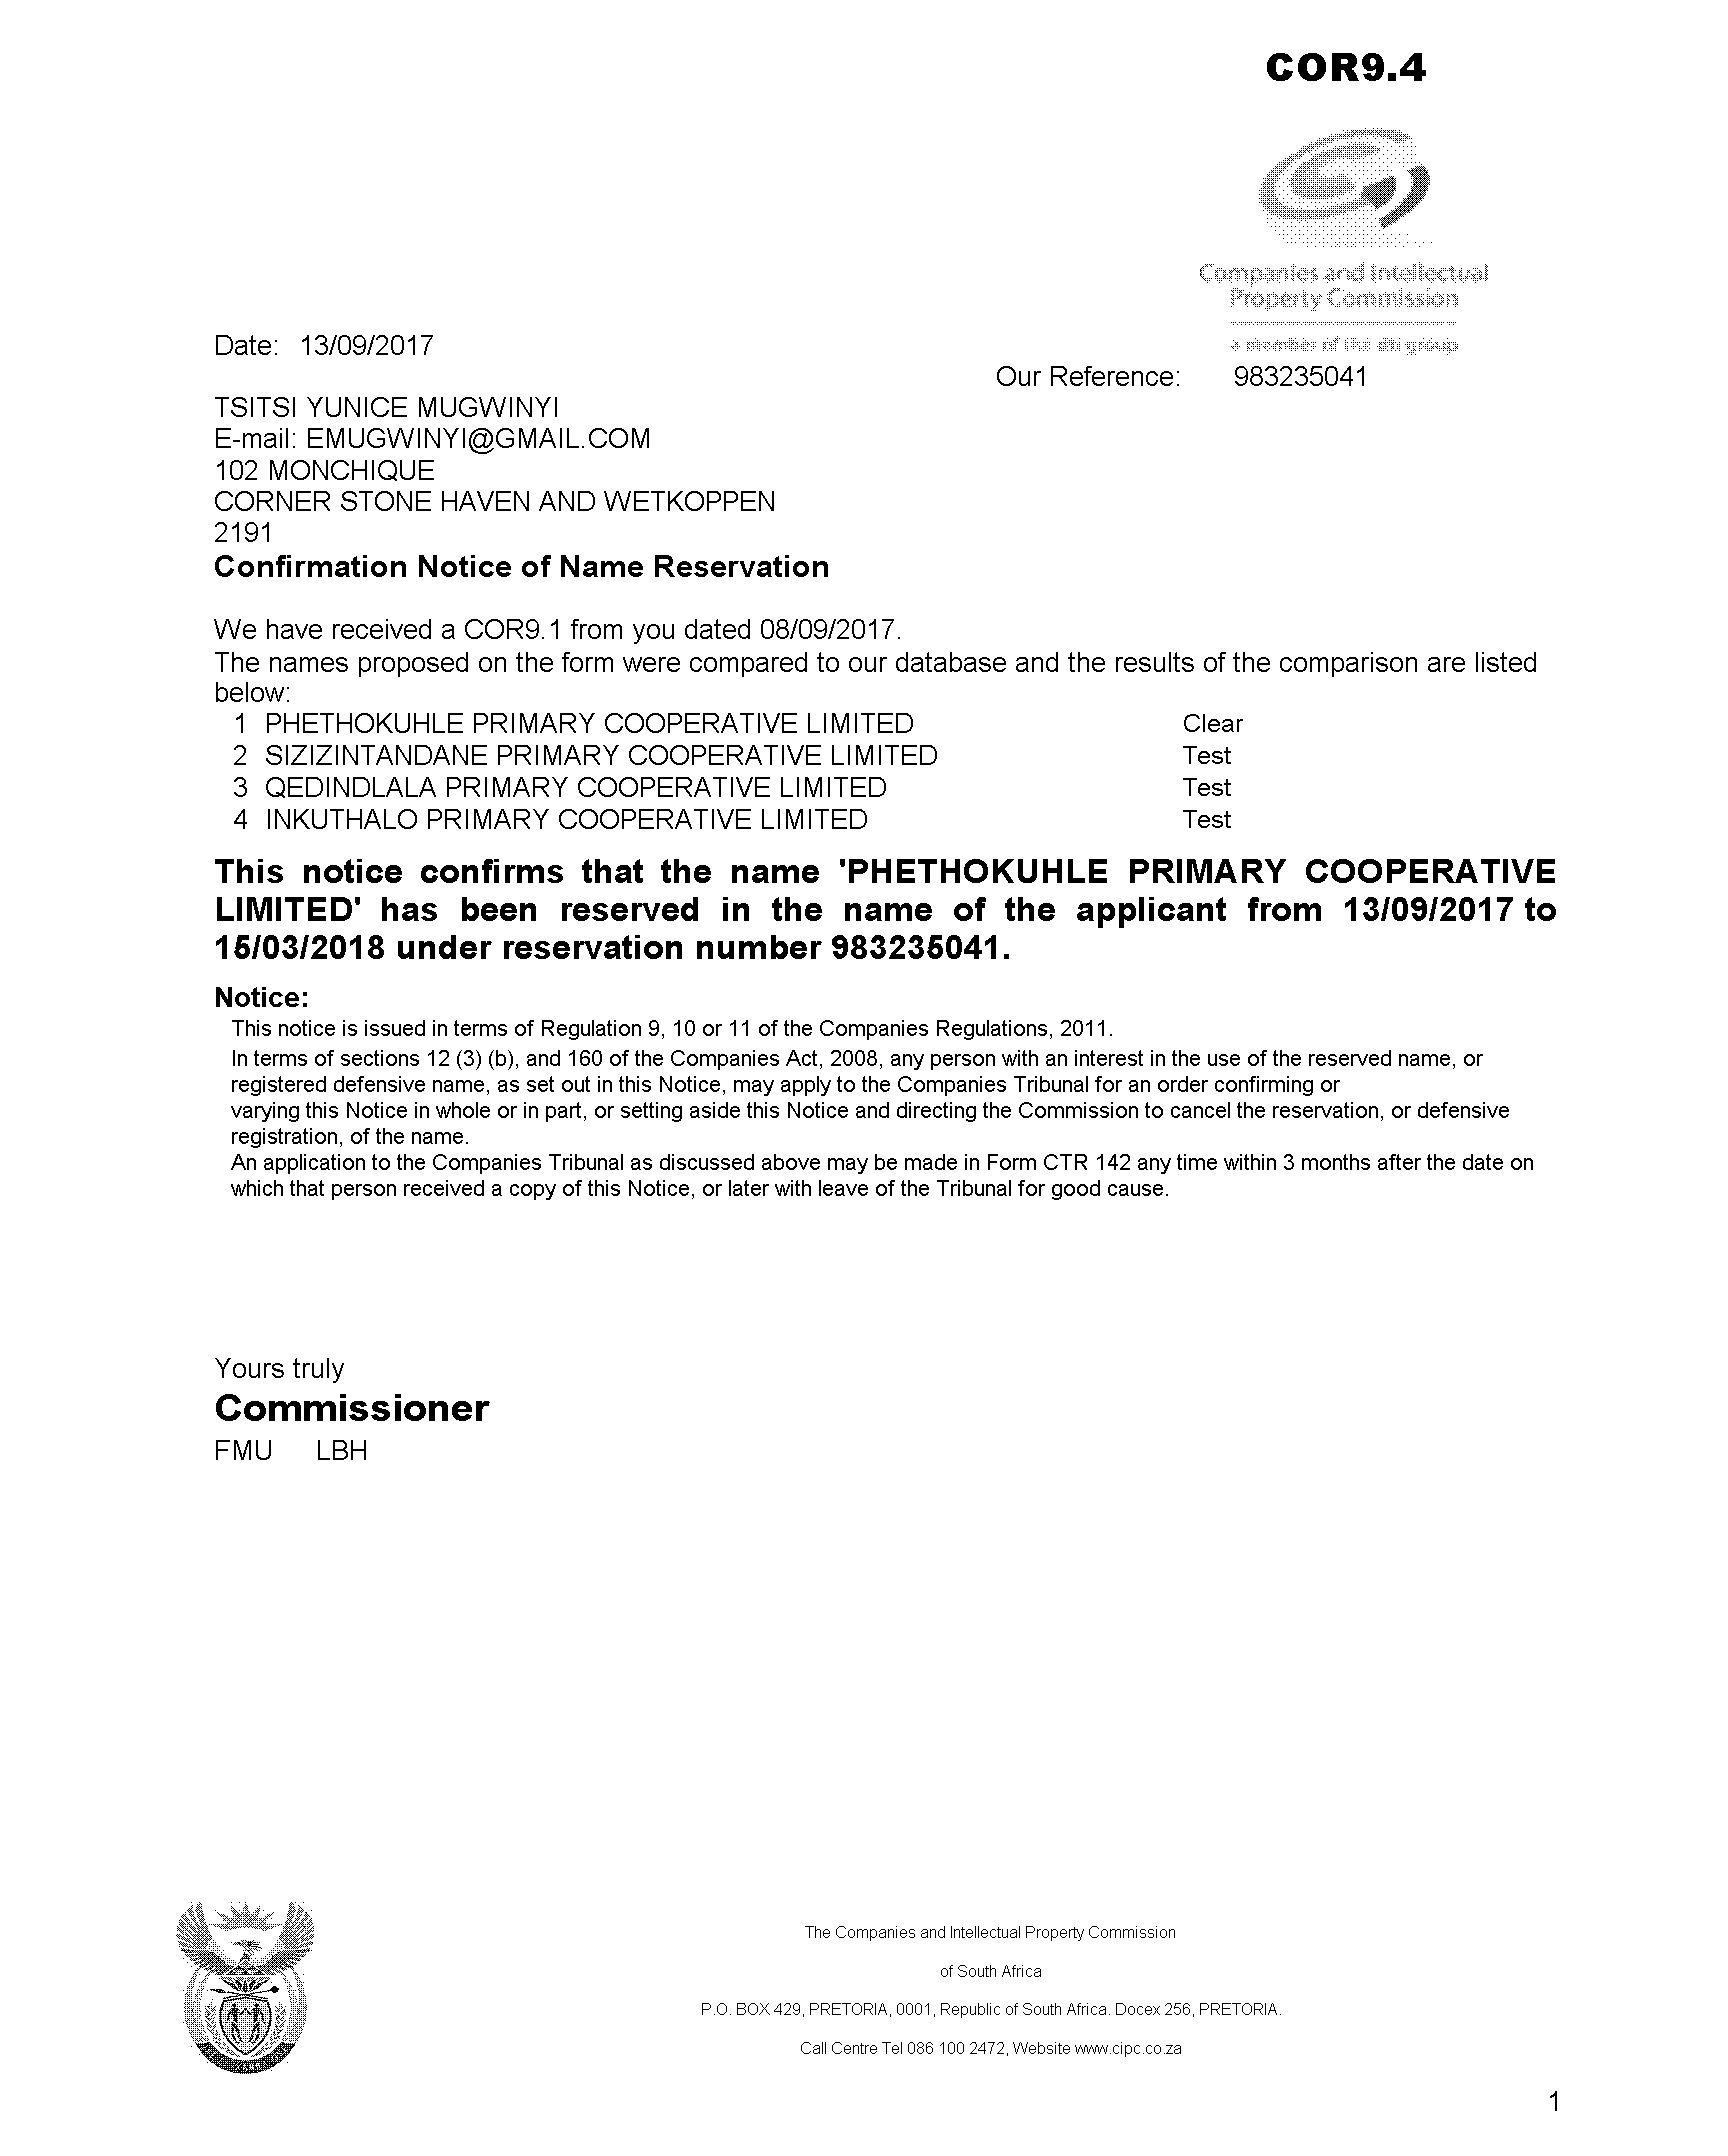 COR9.4
Companies and Intellectual
Property Commission
a member of the dti group
Date: 13/09/2017
Our Reference: 983235041
TSITSI YUNICE MUGWINYI
E-mail: EMUGWINYI@GMAIL.COM
102 MONCHIQUE
CORNER STONE HAVEN AND WETKOPPEN
2191
Confirmation Notice of Name Reservation
We have received a COR9.1 from you dated 08/09/2017.
The names proposed on the form were compared to our database and the results of the comparison are listed
below:
1 PHETHOKUHLE PRIMARY COOPERATIVE LIMITED Clear
2 SIZIZINTANDANE PRIMARY COOPERATIVE LIMITED Test
3 QEDINDLALA PRIMARY COOPERATIVE LIMITED Test
4 INKUTHALO PRIMARY COOPERATIVE LIMITED Test
This notice confirms that the name 'PHETHOKUHLE PRIMARY COOPERATIVE
LIMITED' has been reserved in the name of the applicant from 13/09/2017 to
15/03/2018 under reservation number 983235041.
Notice:
This notice is issued in terms of Regulation 9, 10 or 11 of the Companies Regulations, 2011.
In terms of sections 12 (3) (b), and 160 of the Companies Act, 2008, any person with an interest in the use of the reserved name, or
registered defensive name, as set out in this Notice, may apply to the Companies Tribunal for an order confirming or
varying this Notice in whole or in part, or setting aside this Notice and directing the Commission to cancel the reservation, or defensive
registration, of the name.
An application to the Companies Tribunal as discussed above may be made in Form CTR 142 any time within 3 months after the date on
which that person received a copy of this Notice, or later with leave of the Tribunal for good cause.
Yours truly
Commissioner
FMU LBH
The Companies and Intellectual Property Commission
of South Africa
P.O. BOX 429, PRETORIA, 0001, Republic of South Africa. Docex 256, PRETORIA.
Call Centre Tel 086 100 2472, Website www.cipc.co.za
1